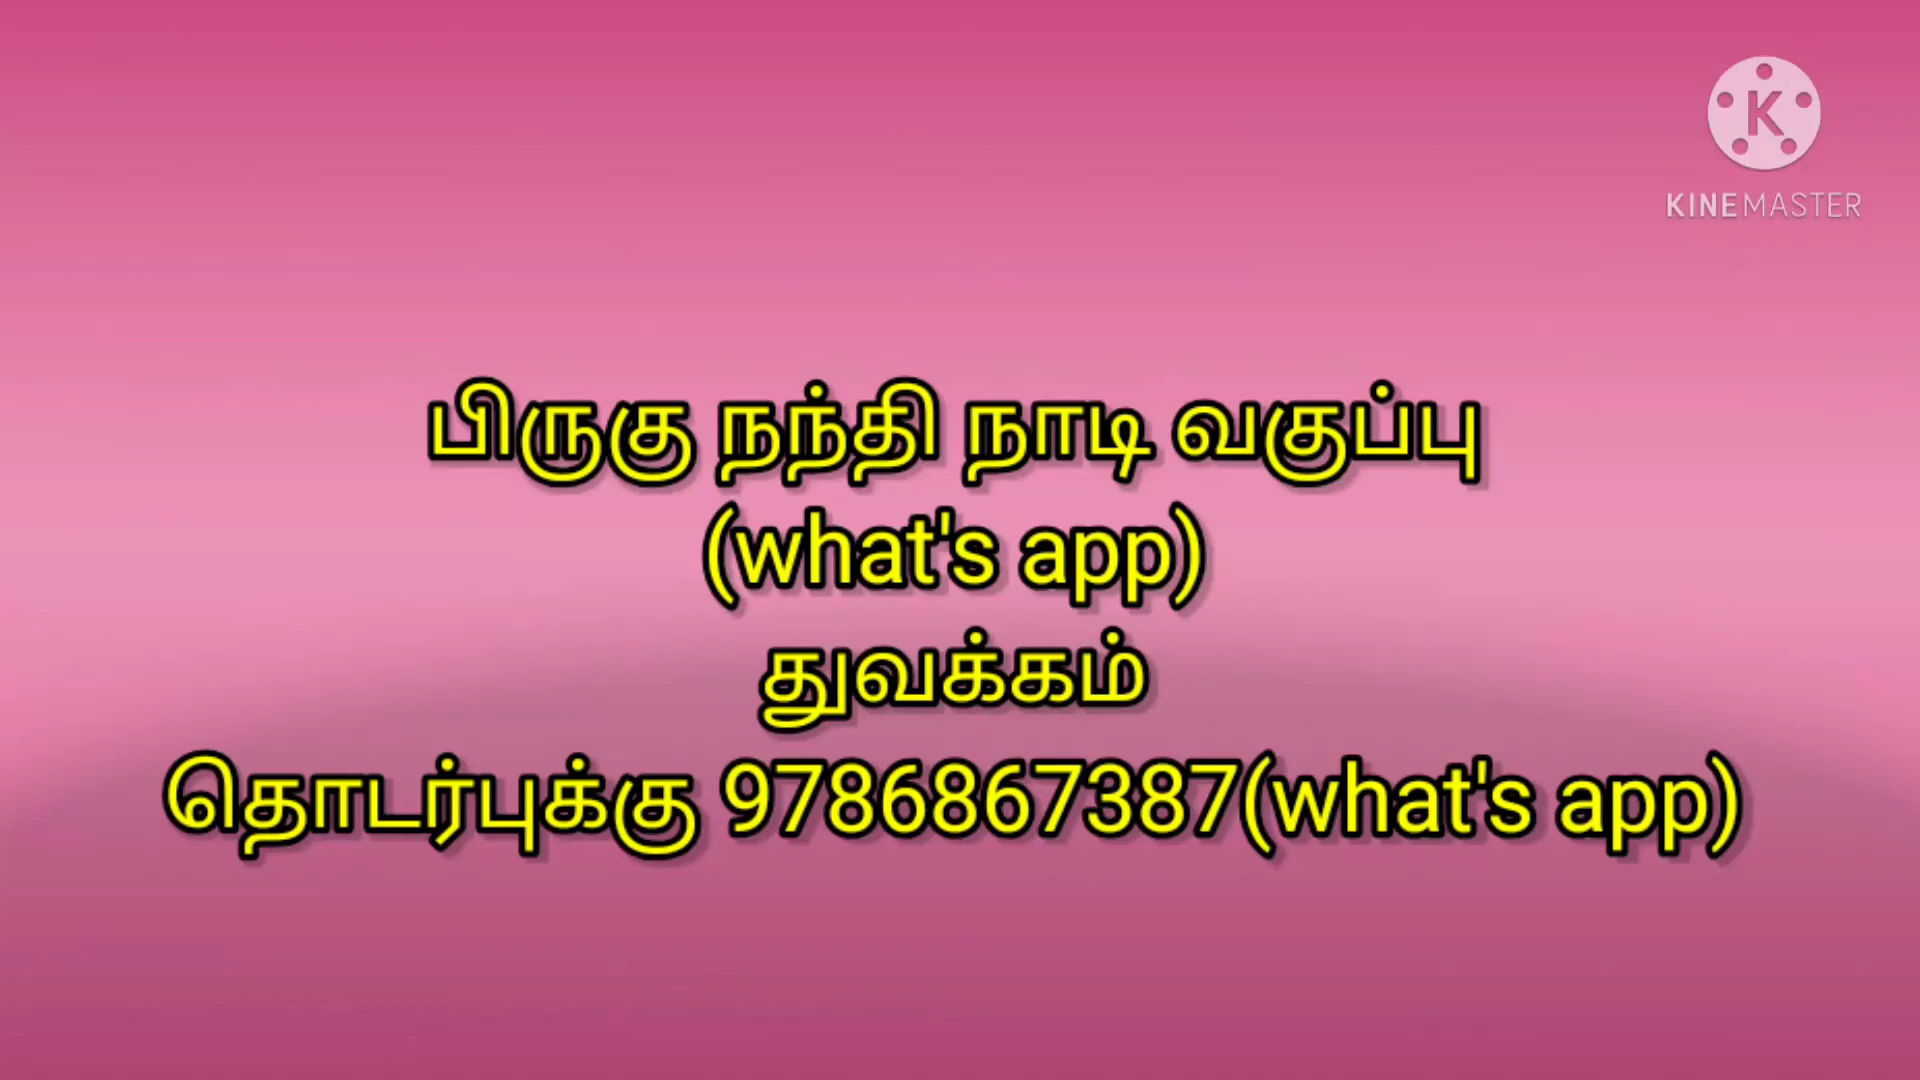 K
KINEMASTER
பிருகு நந்தி நாடி வகுப்பு
(what's app)
துவக்கம்
தொடர்புக்கு 9786867387(what's app)